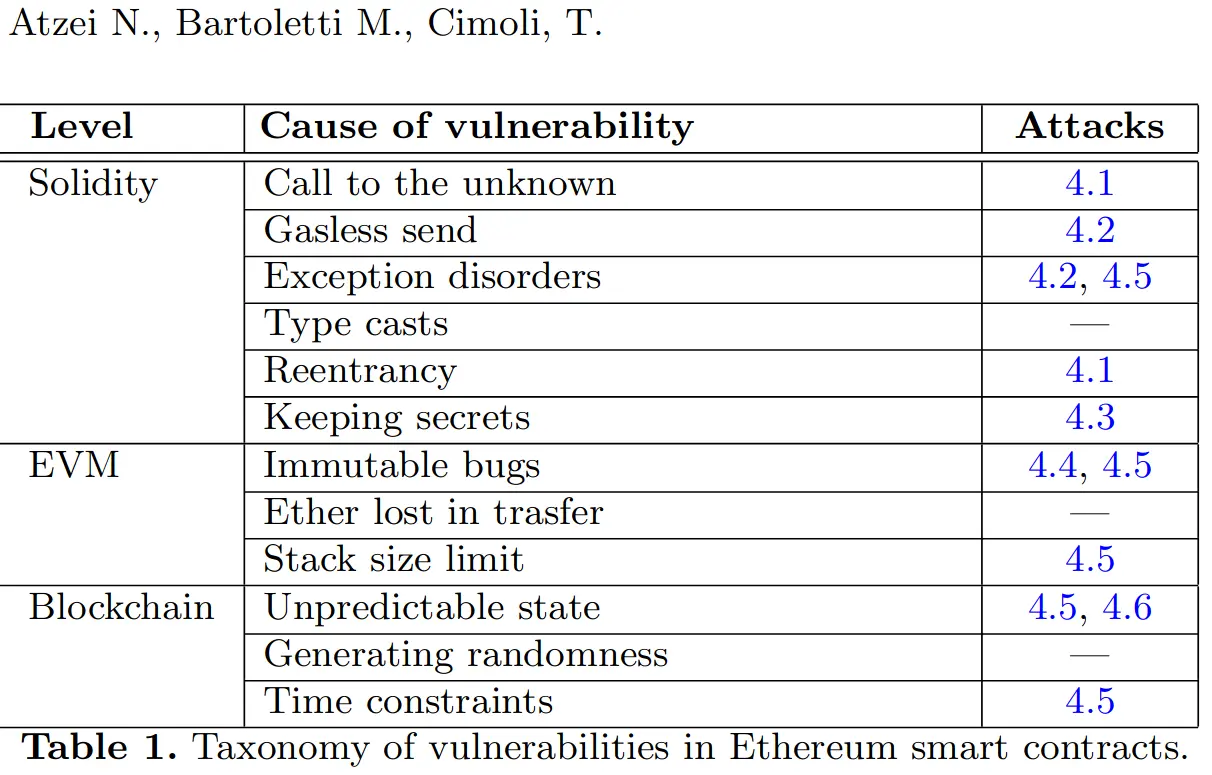 Atzei N., Bartoletti M., Cimoli, T.
Level Cause of vulnerability Attacks
Solidity Call to the unknown 4.1
Gasless send 4.2
Exception disorders 4.2, 4.5
Type casts —
Reentrancy 4.1
Keeping secrets 4.3
EVM Immutable bugs 4.4, 4.5
Ether lost in trasfer —
Stack size limit 4.5
Blockchain Unpredictable state 4.5, 4.6
Generating randomness —
Time constraints 4.5
Table 1. Taxonomy of vulnerabilities in Ethereum smart contracts.